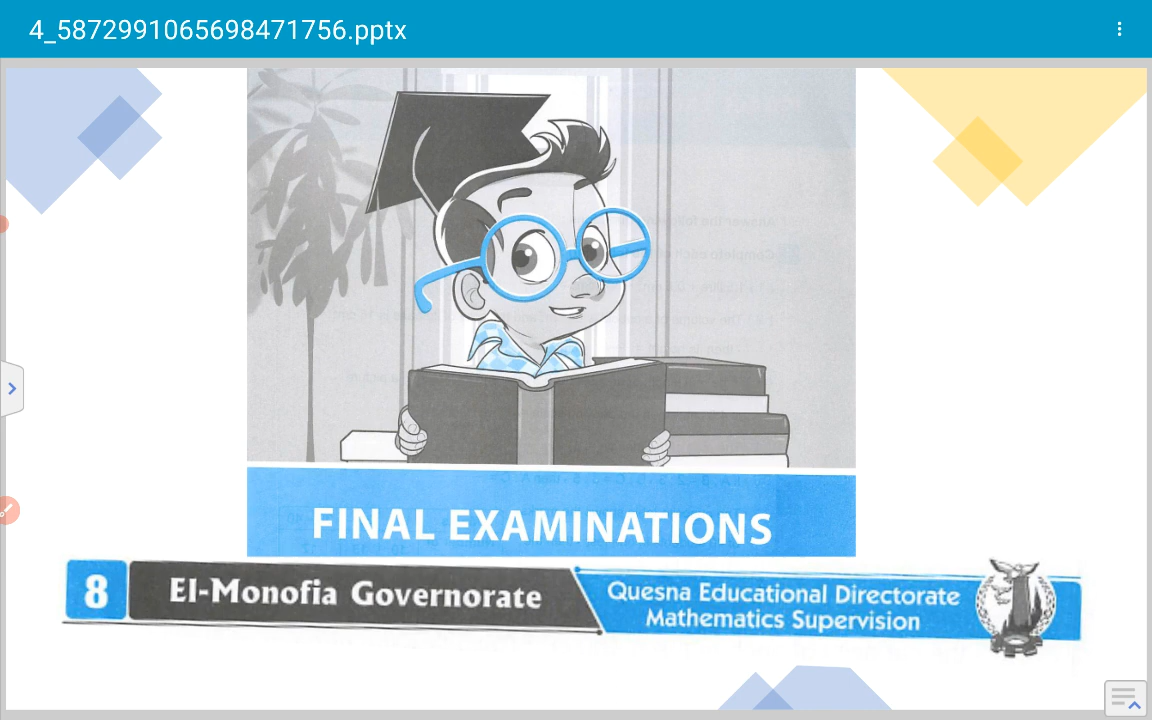 4_5872991065698471756.pptx
FINAL EXAMINATIONS
8 El-Monofia Governorate
Quesna Educational Directorate
Mathematics Supervision